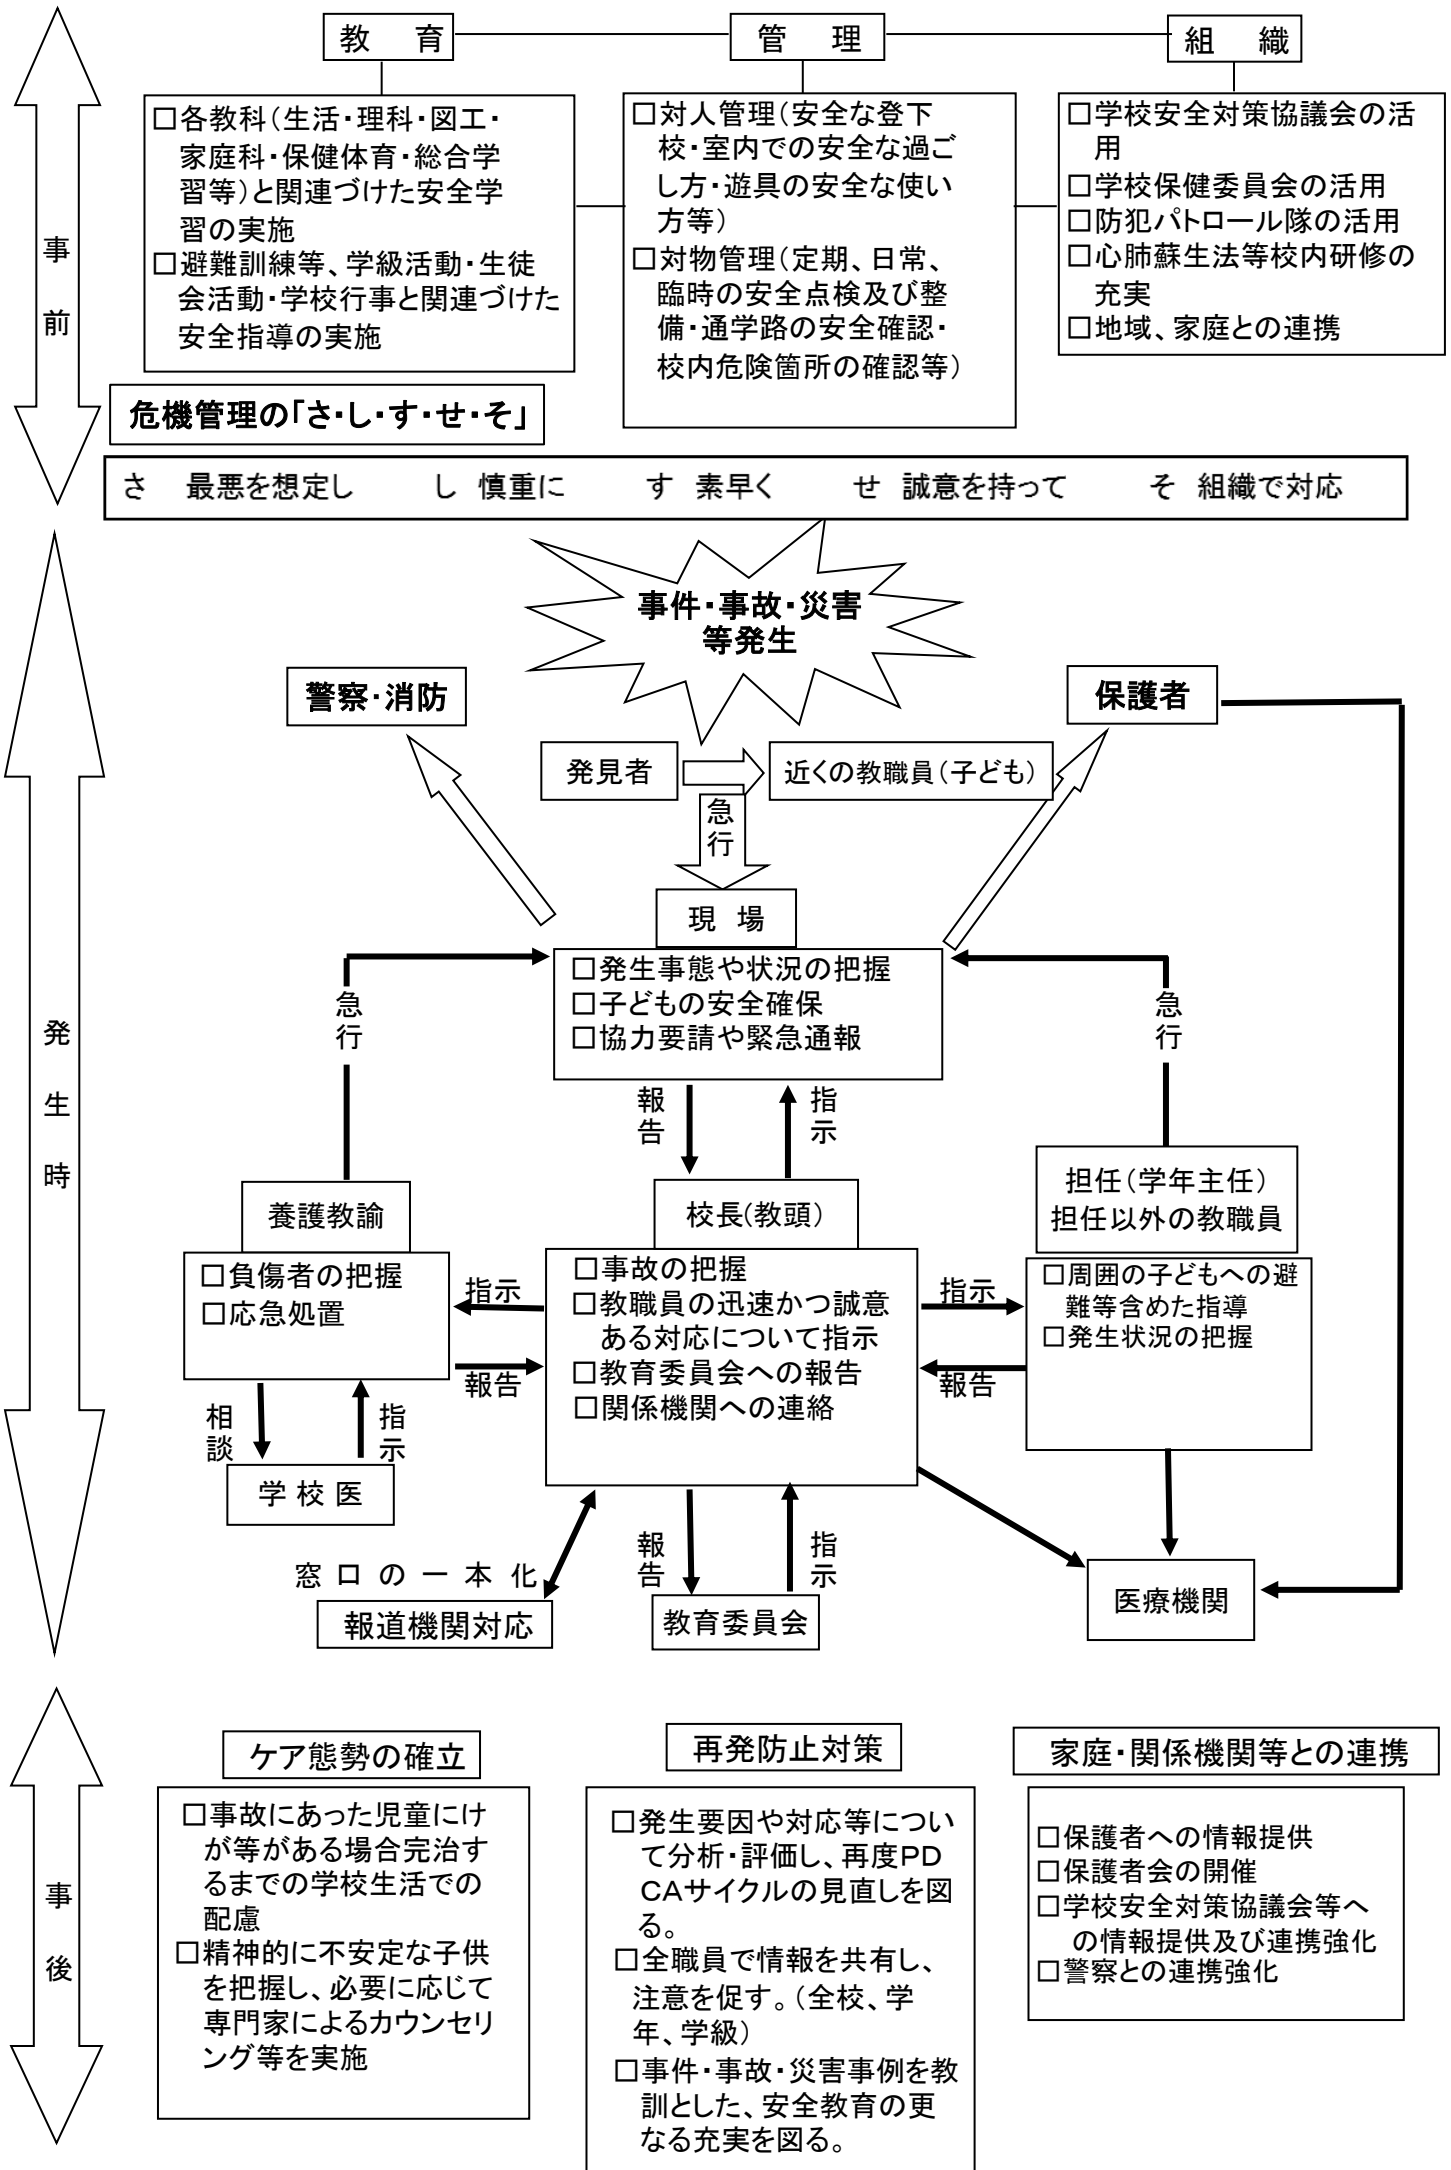 教　育
管　理
組　織
□各教科（生活・理科・図工・
家庭科・保健体育・総合学
習等）と関連づけた安全学
習の実施
□避難訓練等、学級活動・生徒
会活動・学校行事と関連づけた
安全指導の実施
□対人管理（安全な登下
校・室内での安全な過ご
し方・遊具の安全な使い
方等）
□対物管理（定期、日常、
臨時の安全点検及び整
備・通学路の安全確認・
校内危険箇所の確認等）
□学校安全対策協議会の活
用
□学校保健委員会の活用
□防犯パトロール隊の活用
□心肺蘇生法等校内研修の
充実
□地域、家庭との連携
事前
危機管理の「さ・し・す・せ・そ」
さ　最悪を想定し　し 慎重に　す 素早く　せ 誠意を持って　そ 組織で対応
事件・事故・災害
等発生
警察・消防
保護者
発見者
近くの教職員（子ども）
急行
現 場
□発生事態や状況の把握
□子どもの安全確保
□協力要請や緊急通報
急行
急行
発生時
報告
指示
養護教諭
校長（教頭）
担任（学年主任）
担任以外の教職員
□負傷者の把握
□応急処置
指示
報告
□事故の把握
□教職員の迅速かつ誠意
ある対応について指示
□教育委員会への報告
□関係機関への連絡
指示
報告
□周囲の子どもへの避
難等含めた指導
□発生状況の把握
相談
指示
学校医
窓口の一本化
報道機関対応
報告
指示
教育委員会
医療機関
事後
ケア態勢の確立
□事故にあった児童にけ
が等がある場合完治す
るまでの学校生活での
配慮
□精神的に不安定な子供
を把握し、必要に応じて
専門家によるカウンセリ
ング等を実施
再発防止対策
□発生要因や対応等につい
て分析・評価し、再度PD
CAサイクルの見直しを図
る。
□全職員で情報を共有し、
注意を促す。（全校、学
年、学級）
□事件・事故・災害事例を教
訓とした、安全教育の更
なる充実を図る。
家庭・関係機関等との連携
□保護者への情報提供
□保護者会の開催
□学校安全対策協議会等へ
の情報提供及び連携強化
□警察との連携強化